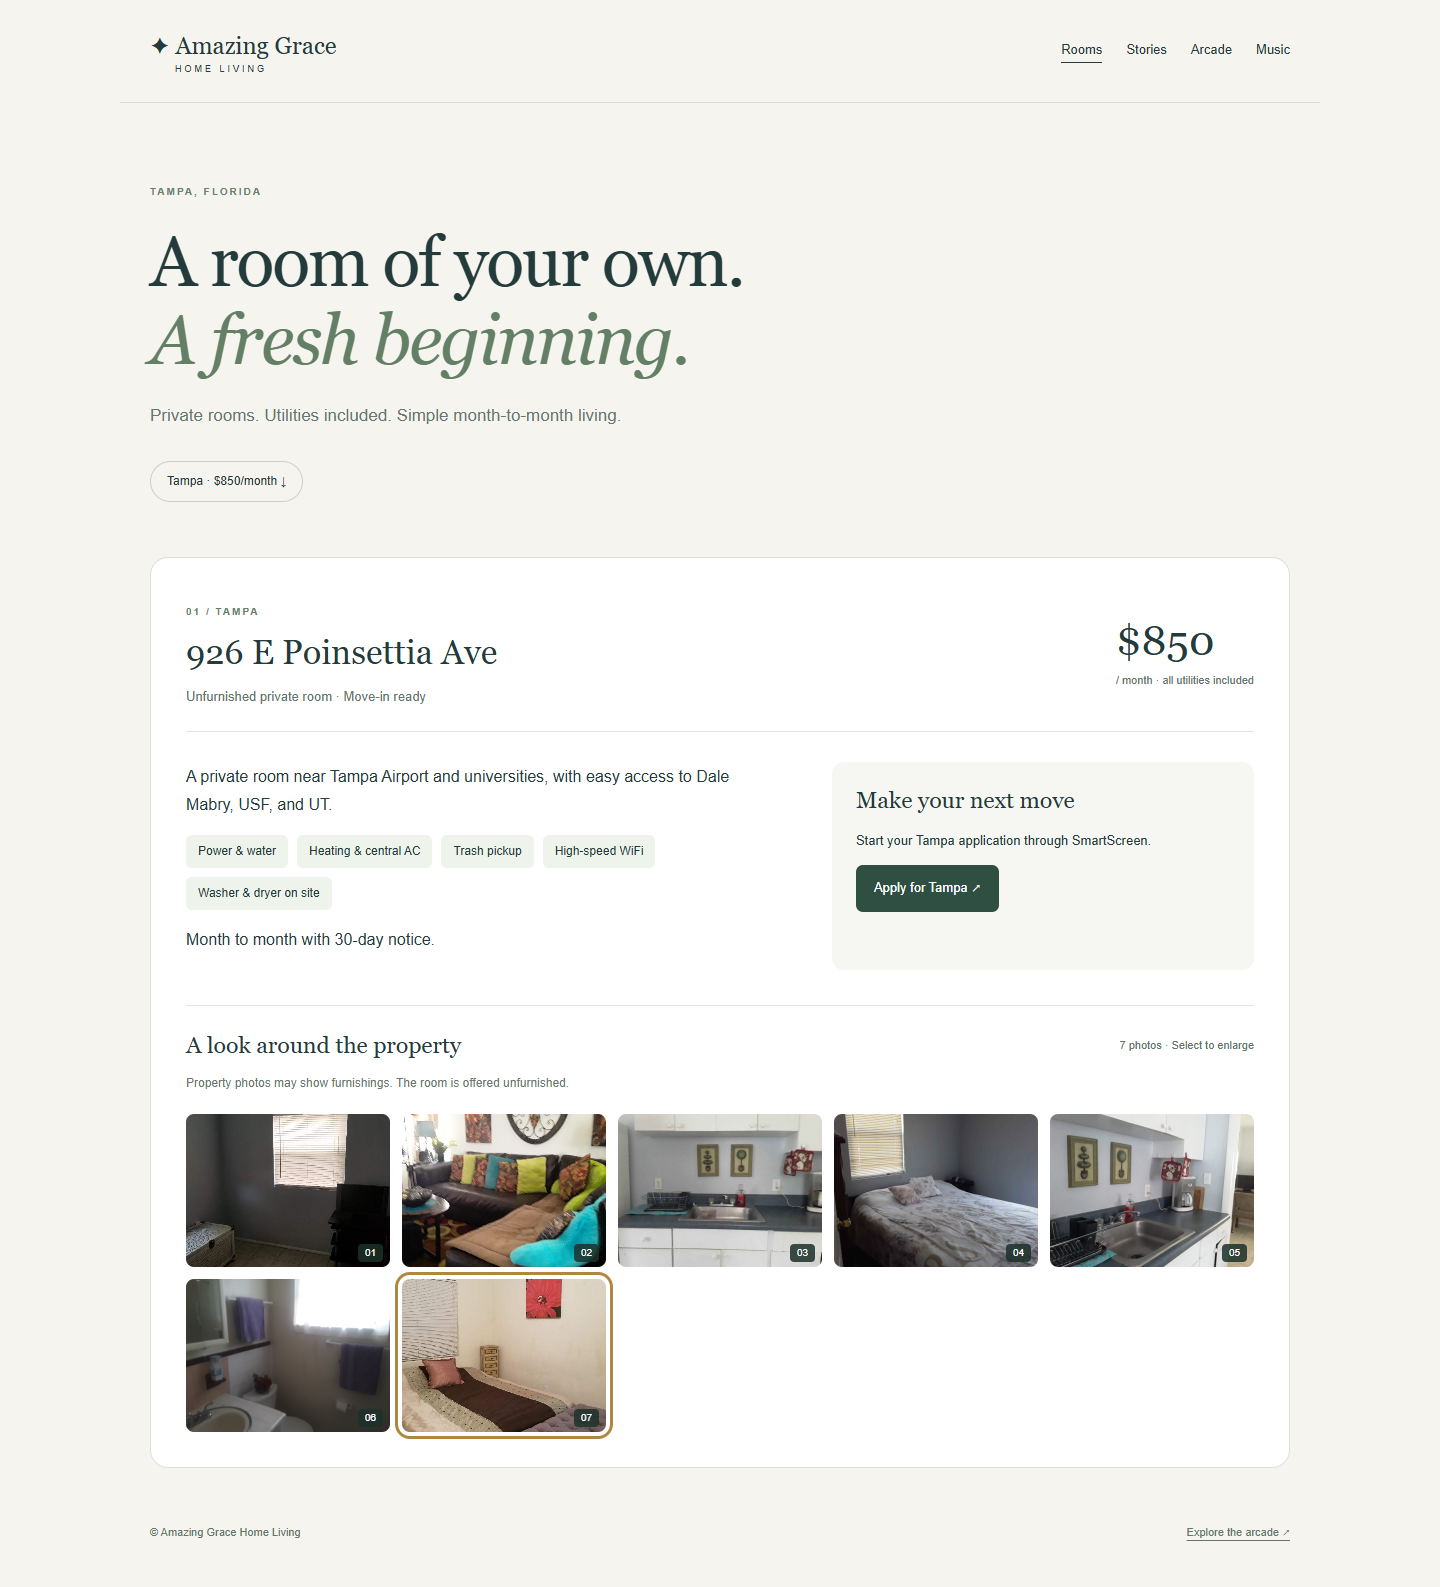 ✦ Amazing Grace
HOME LIVING
Rooms Stories Arcade Music
TAMPA, FLORIDA
A room of your own.
A fresh beginning.
Private rooms. Utilities included. Simple month-to-month living.
Tampa · $850/month ↓
01 / TAMPA
926 E Poinsettia Ave
Unfurnished private room · Move-in ready
$850
/ month · all utilities included
A private room near Tampa Airport and universities, with easy access to Dale
Mabry, USF, and UT.
Power & water Heating & central AC Trash pickup High-speed WiFi
Washer & dryer on site
Month to month with 30-day notice.
Make your next move
Start your Tampa application through SmartScreen.
Apply for Tampa ↗
A look around the property
7 photos · Select to enlarge
Property photos may show furnishings. The room is offered unfurnished.
01 02 03 04 05
06 07
© Amazing Grace Home Living
Explore the arcade ↗